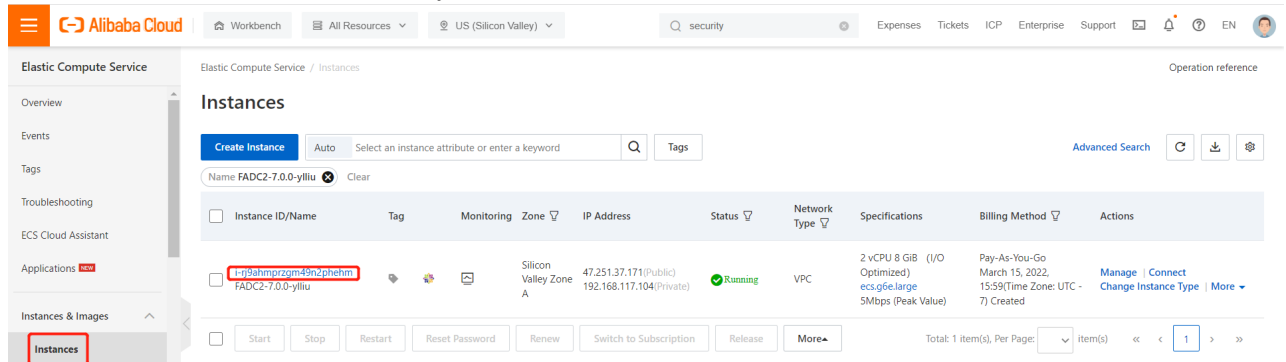 Alibaba Cloud
Workbench
All Resources
US (Silicon Valley)
security
Expenses
Tickets
ICP
Enterprise
Support
EN
Elastic Compute Service
Overview
Events
Tags
Troubleshooting
ECS Cloud Assistant
Applications NEW
Instances & Images
Instances
Elastic Compute Service / Instances
Operation reference
Instances
Create Instance
Auto
Select an instance attribute or enter a keyword
Tags
Advanced Search
Name FADC2-7.0.0-ylliu
Clear
Instance ID/Name
Tag
Monitoring
Zone
IP Address
Status
Network
Type
Specifications
Billing Method
Actions
i-rj9ahmprzgm49n2phehm
FADC2-7.0.0-ylliu
Silicon
Valley Zone
A
47.251.37.171(Public)
192.168.117.104(Private)
Running
VPC
2 vCPU 8 GiB (I/O
Optimized)
ecs.g6e.large
5Mbps (Peak Value)
Pay-As-You-Go
March 15, 2022,
15:59(Time Zone: UTC -
7) Created
Manage | Connect
Change Instance Type | More
Start
Stop
Restart
Reset Password
Renew
Switch to Subscription
Release
More
Total: 1 item(s), Per Page: item(s)
« < 1 > »